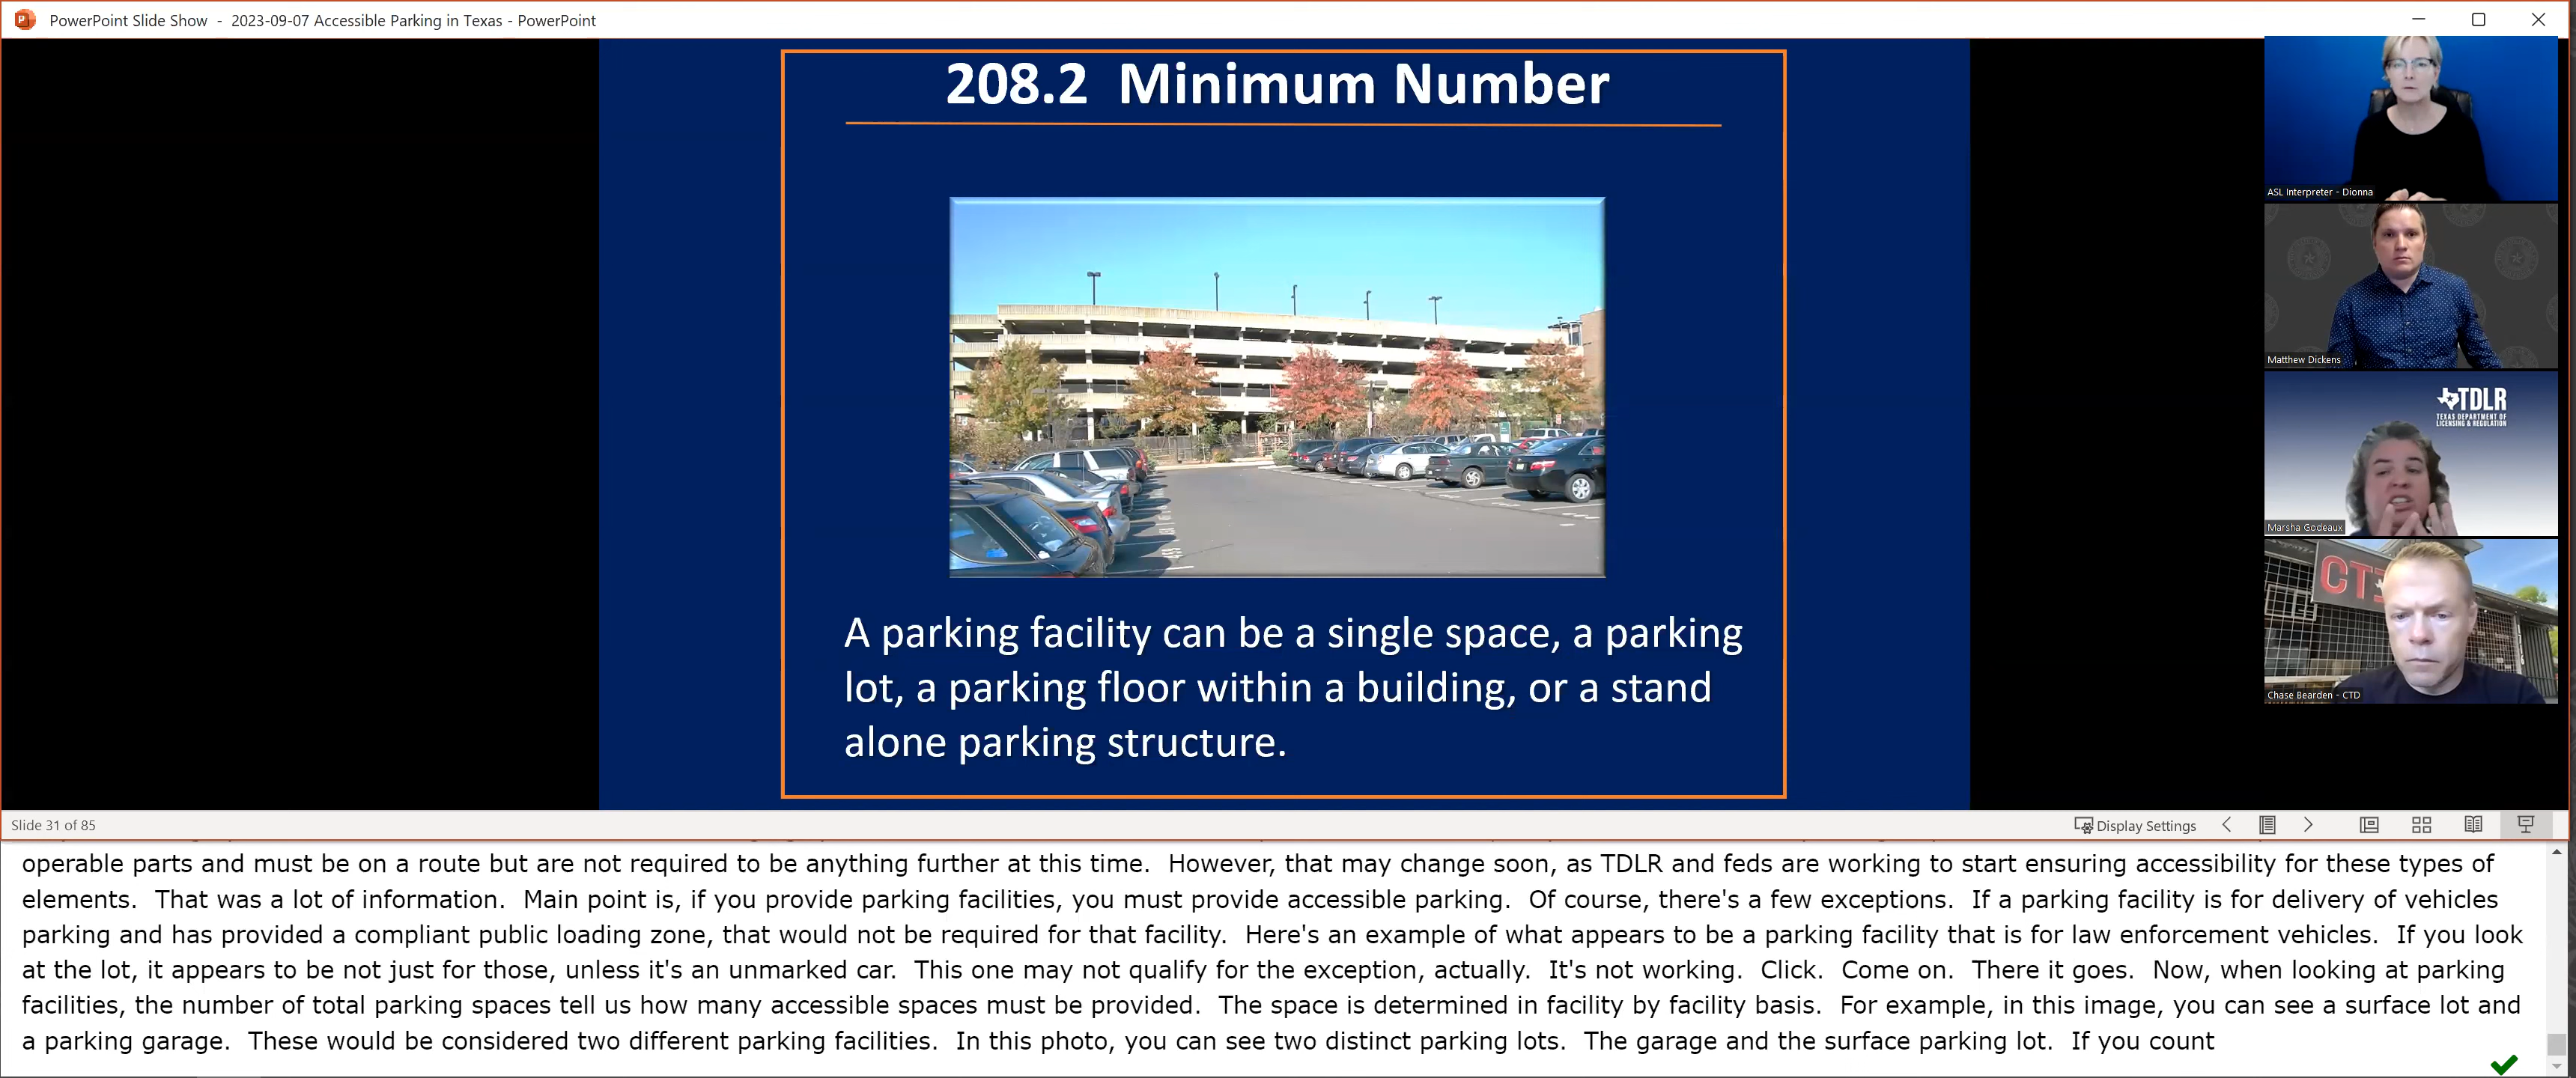 PowerPoint Slide Show - 2023-09-07 Accessible Parking in Texas - PowerPoint
208.2 Minimum Number
A parking facility can be a single space, a parking
lot, a parking floor within a building, or a stand
alone parking structure.
ASL Interpreter - Dionna
Matthew Dickens
TDLR
TEXAS DEPARTMENT OF
LICENSING & REGULATION
Marsha Godeaux
CTD
Chase Bearden - CTD
Slide 31 of 85
Display Settings
operable parts and must be on a route but are not required to be anything further at this time. However, that may change soon, as TDLR and feds are working to start ensuring accessibility for these types of
elements. That was a lot of information. Main point is, if you provide parking facilities, you must provide accessible parking. Of course, there's a few exceptions. If a parking facility is for delivery of vehicles
parking and has provided a compliant public loading zone, that would not be required for that facility. Here's an example of what appears to be a parking facility that is for law enforcement vehicles. If you look
at the lot, it appears to be not just for those, unless it's an unmarked car. This one may not qualify for the exception, actually. It's not working. Click. Come on. There it goes. Now, when looking at parking
facilities, the number of total parking spaces tell us how many accessible spaces must be provided. The space is determined in facility by facility basis. For example, in this image, you can see a surface lot and
a parking garage. These would be considered two different parking facilities. In this photo, you can see two distinct parking lots. The garage and the surface parking lot. If you count